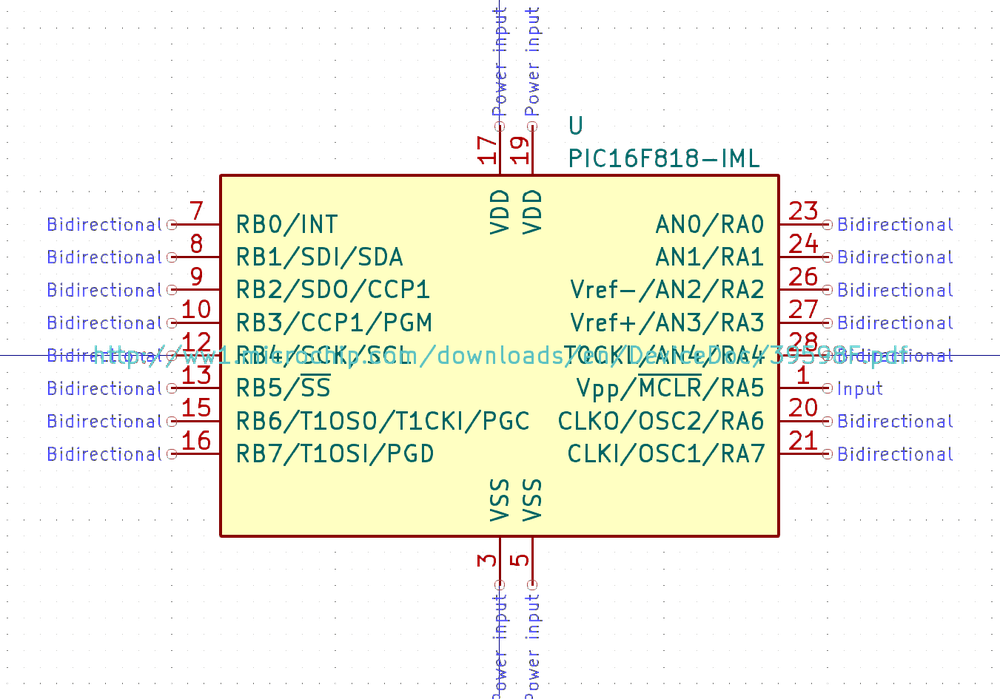 Power input
Power input
17
19
U
PIC16F818-IML
VDD
VDD
Bidirectional 7 RB0/INT
AN0/RA0 23 Bidirectional
Bidirectional 8 RB1/SDI/SDA
AN1/RA1 24 Bidirectional
Bidirectional 9 RB2/SDO/CCP1
Vref-/AN2/RA2 26 Bidirectional
Bidirectional 10 RB3/CCP1/PGM
Vref+/AN3/RA3 27 Bidirectional
Bidirectional 12 RB4/SCK/SCL
T0CKI/AN4/RA4 28 Bidirectional
http://ww1.microchip.com/downloads/en/DeviceDoc/39598F.pdf
Bidirectional 13 RB5/SS
Vpp/MCLR/RA5 1 Input
Bidirectional 15 RB6/T1OSO/T1CKI/PGC
CLKO/OSC2/RA6 20 Bidirectional
Bidirectional 16 RB7/T1OSI/PGD
CLKI/OSC1/RA7 21 Bidirectional
VSS
VSS
3
5
Power input
Power input